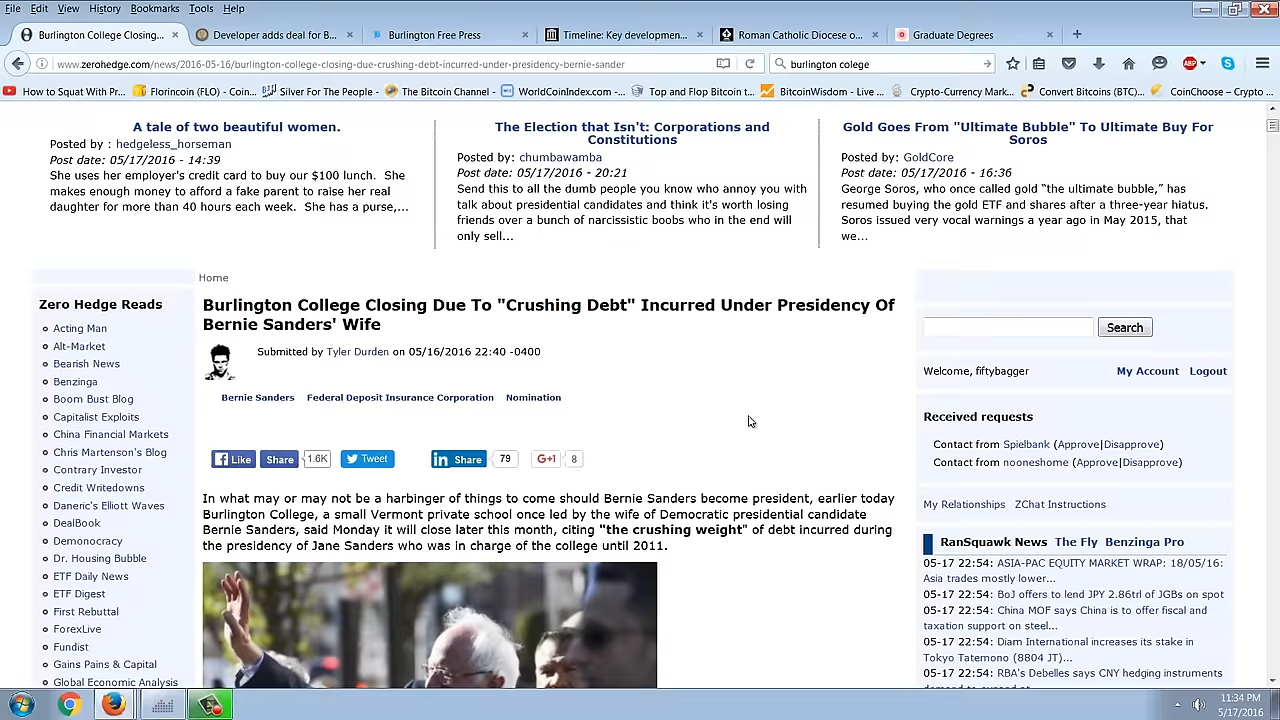 File Edit View History Bookmarks Tools Help
Burlington College Closing... × Developer adds deal for B... × Burlington Free Press × Timeline: Key developmen... × Roman Catholic Diocese o... × Graduate Degrees × +
www.zerohedge.com/news/2016-05-16/burlington-college-closing-due-crushing-debt-incurred-under-presidency-bernie-sander burlington college
How to Squat With Pr... Florincoin (FLO) - Coin... Silver For The People - ... The Bitcoin Channel - ... WorldCoinIndex.com -... Top and Flop Bitcoin t... BitcoinWisdom - Live ... Crypto-Currency Mark... Convert Bitcoins (BTC)... CoinChoose – Crypto ...
A tale of two beautiful women.
Posted by : hedgeless_horseman
Post date: 05/17/2016 - 14:39
She uses her employer's credit card to buy our $100 lunch.  She
makes enough money to afford a fake parent to raise her real
daughter for more than 40 hours each week.  She has a purse,...
The Election that Isn't: Corporations and
Constitutions
Posted by: chumbawamba
Post date: 05/17/2016 - 20:21
Send this to all the dumb people you know who annoy you with
talk about presidential candidates and think it's worth losing
friends over a bunch of narcissistic boobs who in the end will
only sell...
Gold Goes From "Ultimate Bubble" To Ultimate Buy For
Soros
Posted by: GoldCore
Post date: 05/17/2016 - 16:36
George Soros, who once called gold “the ultimate bubble,” has
resumed buying the gold ETF and shares after a three-year hiatus.
Soros issued very vocal warnings a year ago in May 2015, that
we...
Zero Hedge Reads
Acting Man
Alt-Market
Bearish News
Benzinga
Boom Bust Blog
Capitalist Exploits
China Financial Markets
Chris Martenson's Blog
Contrary Investor
Credit Writedowns
Daneric's Elliott Waves
DealBook
Demonocracy
Dr. Housing Bubble
ETF Daily News
ETF Digest
First Rebuttal
ForexLive
Fundist
Gains Pains & Capital
Global Economic Analysis
Home
Burlington College Closing Due To "Crushing Debt" Incurred Under Presidency Of
Bernie Sanders' Wife
Submitted by Tyler Durden on 05/16/2016 22:40 -0400
Bernie Sanders Federal Deposit Insurance Corporation Nomination
Like Share 1.6K Tweet in Share 79 G+1 8
In what may or may not be a harbinger of things to come should Bernie Sanders become president, earlier today
Burlington College, a small Vermont private school once led by the wife of Democratic presidential candidate
Bernie Sanders, said Monday it will close later this month, citing "the crushing weight" of debt incurred during
the presidency of Jane Sanders who was in charge of the college until 2011.
Search
Welcome, fiftybagger My Account Logout
Received requests
Contact from Spielbank (Approve|Disapprove)
Contact from nooneshome (Approve|Disapprove)
My Relationships ZChat Instructions
RanSquawk News The Fly Benzinga Pro
05-17 22:54: ASIA-PAC EQUITY MARKET WRAP: 18/05/16:
Asia trades mostly lower...
05-17 22:54: BoJ offers to lend JPY 2.86trl of JGBs on spot
05-17 22:54: China MOF says China is to offer fiscal and
taxation support on steel...
05-17 22:54: Diam International increases its stake in
Tokyo Tatemono (8804 JT)...
05-17 22:54: RBA's Debelles says CNY hedging instruments
11:34 PM
5/17/2016